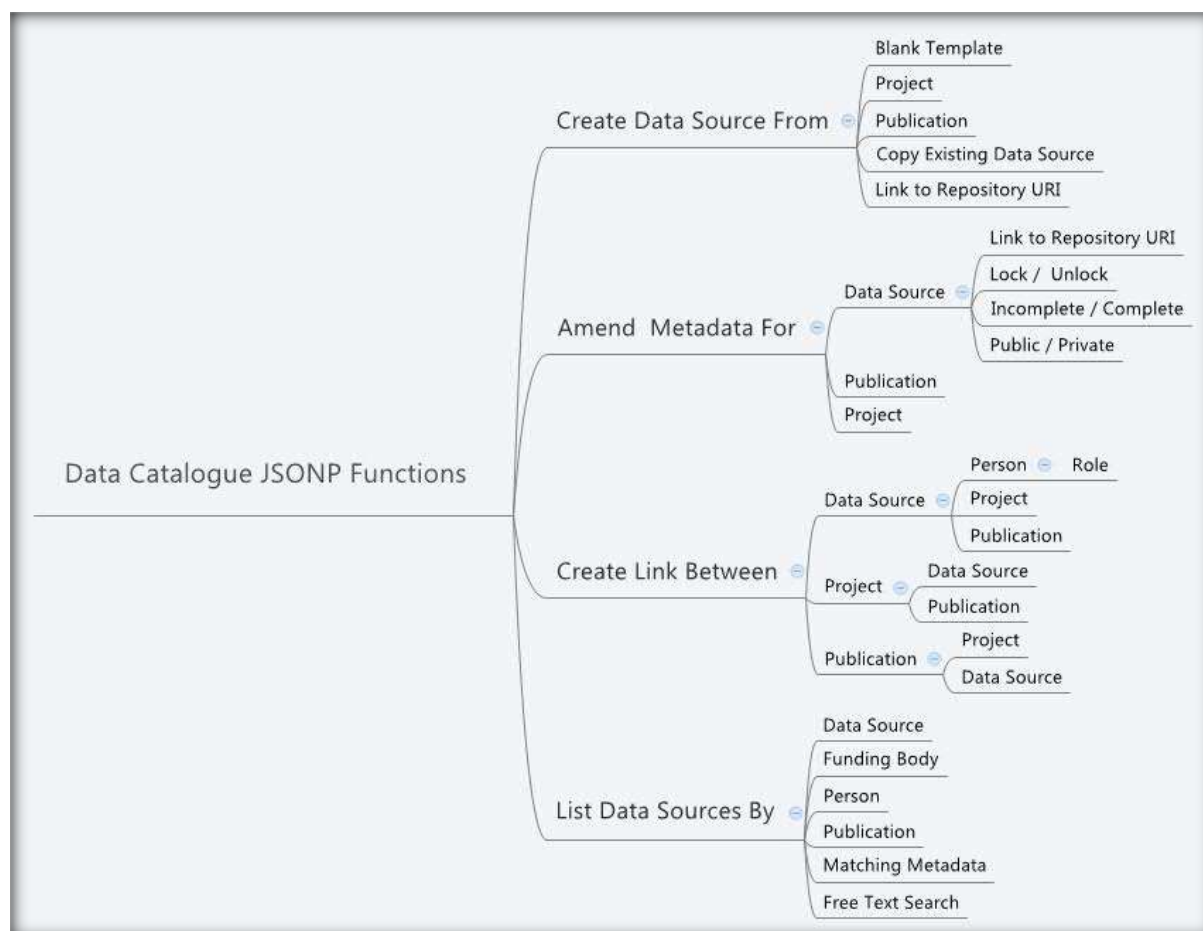 Data Catalogue JSONP Functions
Create Data Source From
Blank Template
Project
Publication
Copy Existing Data Source
Link to Repository URI
Amend Metadata For
Data Source
Link to Repository URI
Lock / Unlock
Incomplete / Complete
Public / Private
Publication
Project
Create Link Between
Data Source
Person
Role
Project
Publication
Project
Data Source
Publication
Publication
Project
Data Source
List Data Sources By
Data Source
Funding Body
Person
Publication
Matching Metadata
Free Text Search